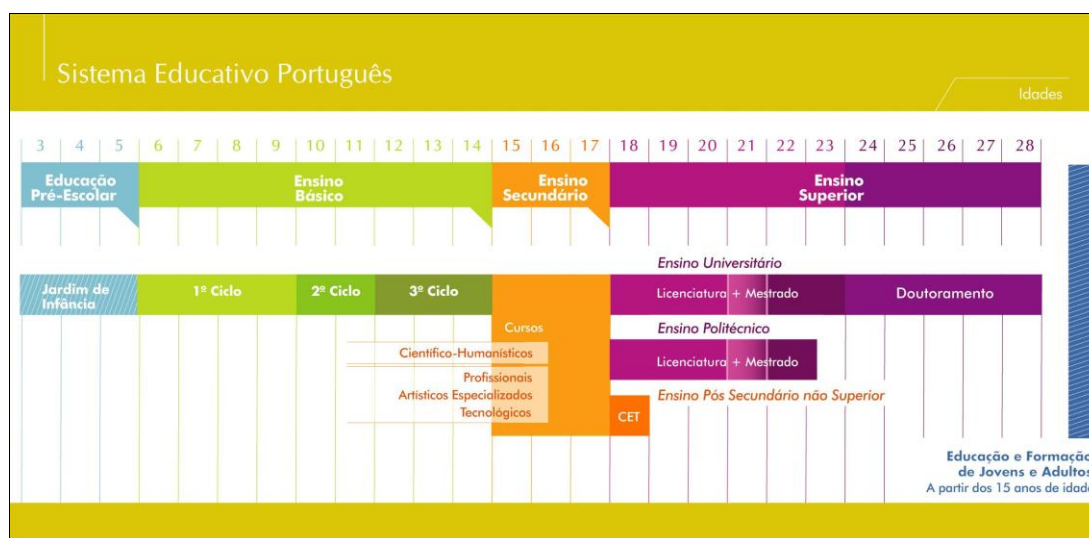 Sistema Educativo Português
Idades
3 4 5 6 7 8 9 10 11 12 13 14 15 16 17 18 19 20 21 22 23 24 25 26 27 28
Educação
Pré-Escolar
Ensino
Básico
Ensino
Secundário
Ensino
Superior
Jardim de
Infância
1º Ciclo
2º Ciclo
3º Ciclo
Cursos
Científico-Humanísticos
Profissionais
Artísticos Especializados
Tecnológicos
Ensino Universitário
Licenciatura + Mestrado
Doutoramento
Ensino Politécnico
Licenciatura + Mestrado
Ensino Pós Secundário não Superior
CET
Educação e Formação
de Jovens e Adultos
A partir dos 15 anos de idade